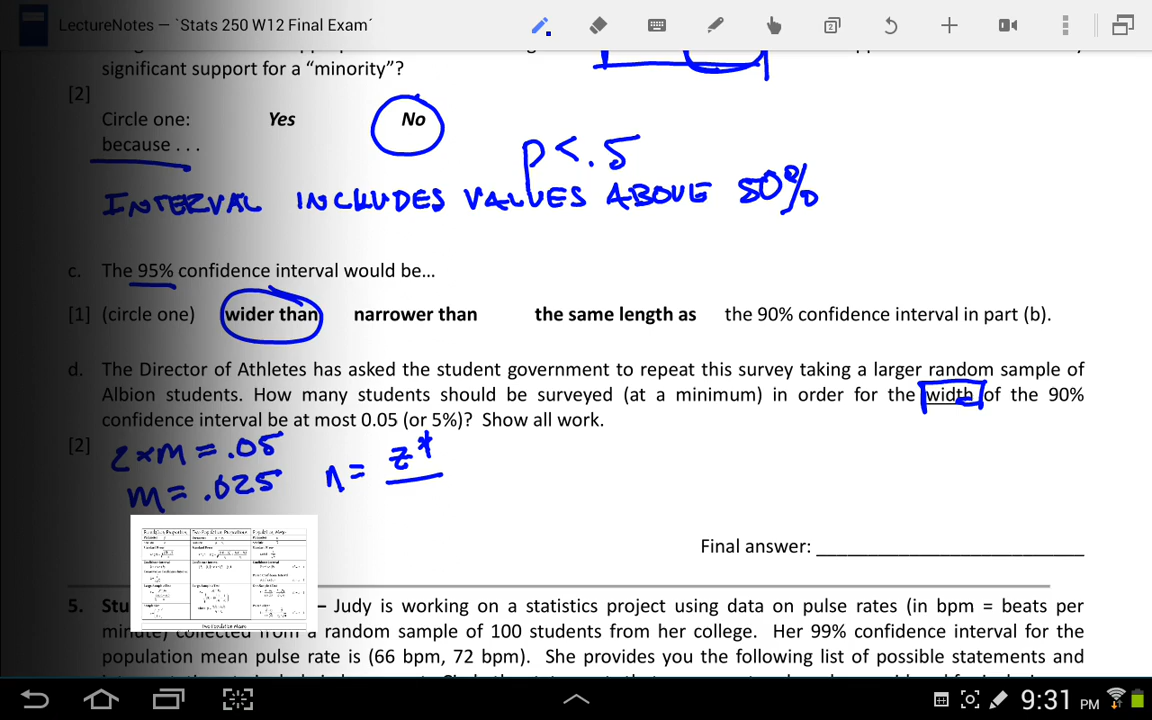 LectureNotes – `Stats 250 W12 Final Exam´
significant support for a “minority”?
[2]
Circle one: Yes No
because . . .
p < .5
INTERVAL INCLUDES VALUES ABOVE 50%
c. The 95% confidence interval would be…
[1] (circle one) wider than narrower than the same length as the 90% confidence interval in part (b).
d. The Director of Athletes has asked the student government to repeat this survey taking a larger random sample of
Albion students. How many students should be surveyed (at a minimum) in order for the width of the 90%
confidence interval be at most 0.05 (or 5%)? Show all work.
[2]
2 × m = .05
m = .025
n = z*
Final answer:
5. – Judy is working on a statistics project using data on pulse rates (in bpm = beats per
minute) collected from a random sample of 100 students from her college. Her 99% confidence interval for the
population mean pulse rate is (66 bpm, 72 bpm). She provides you the following list of possible statements and
9:31 PM